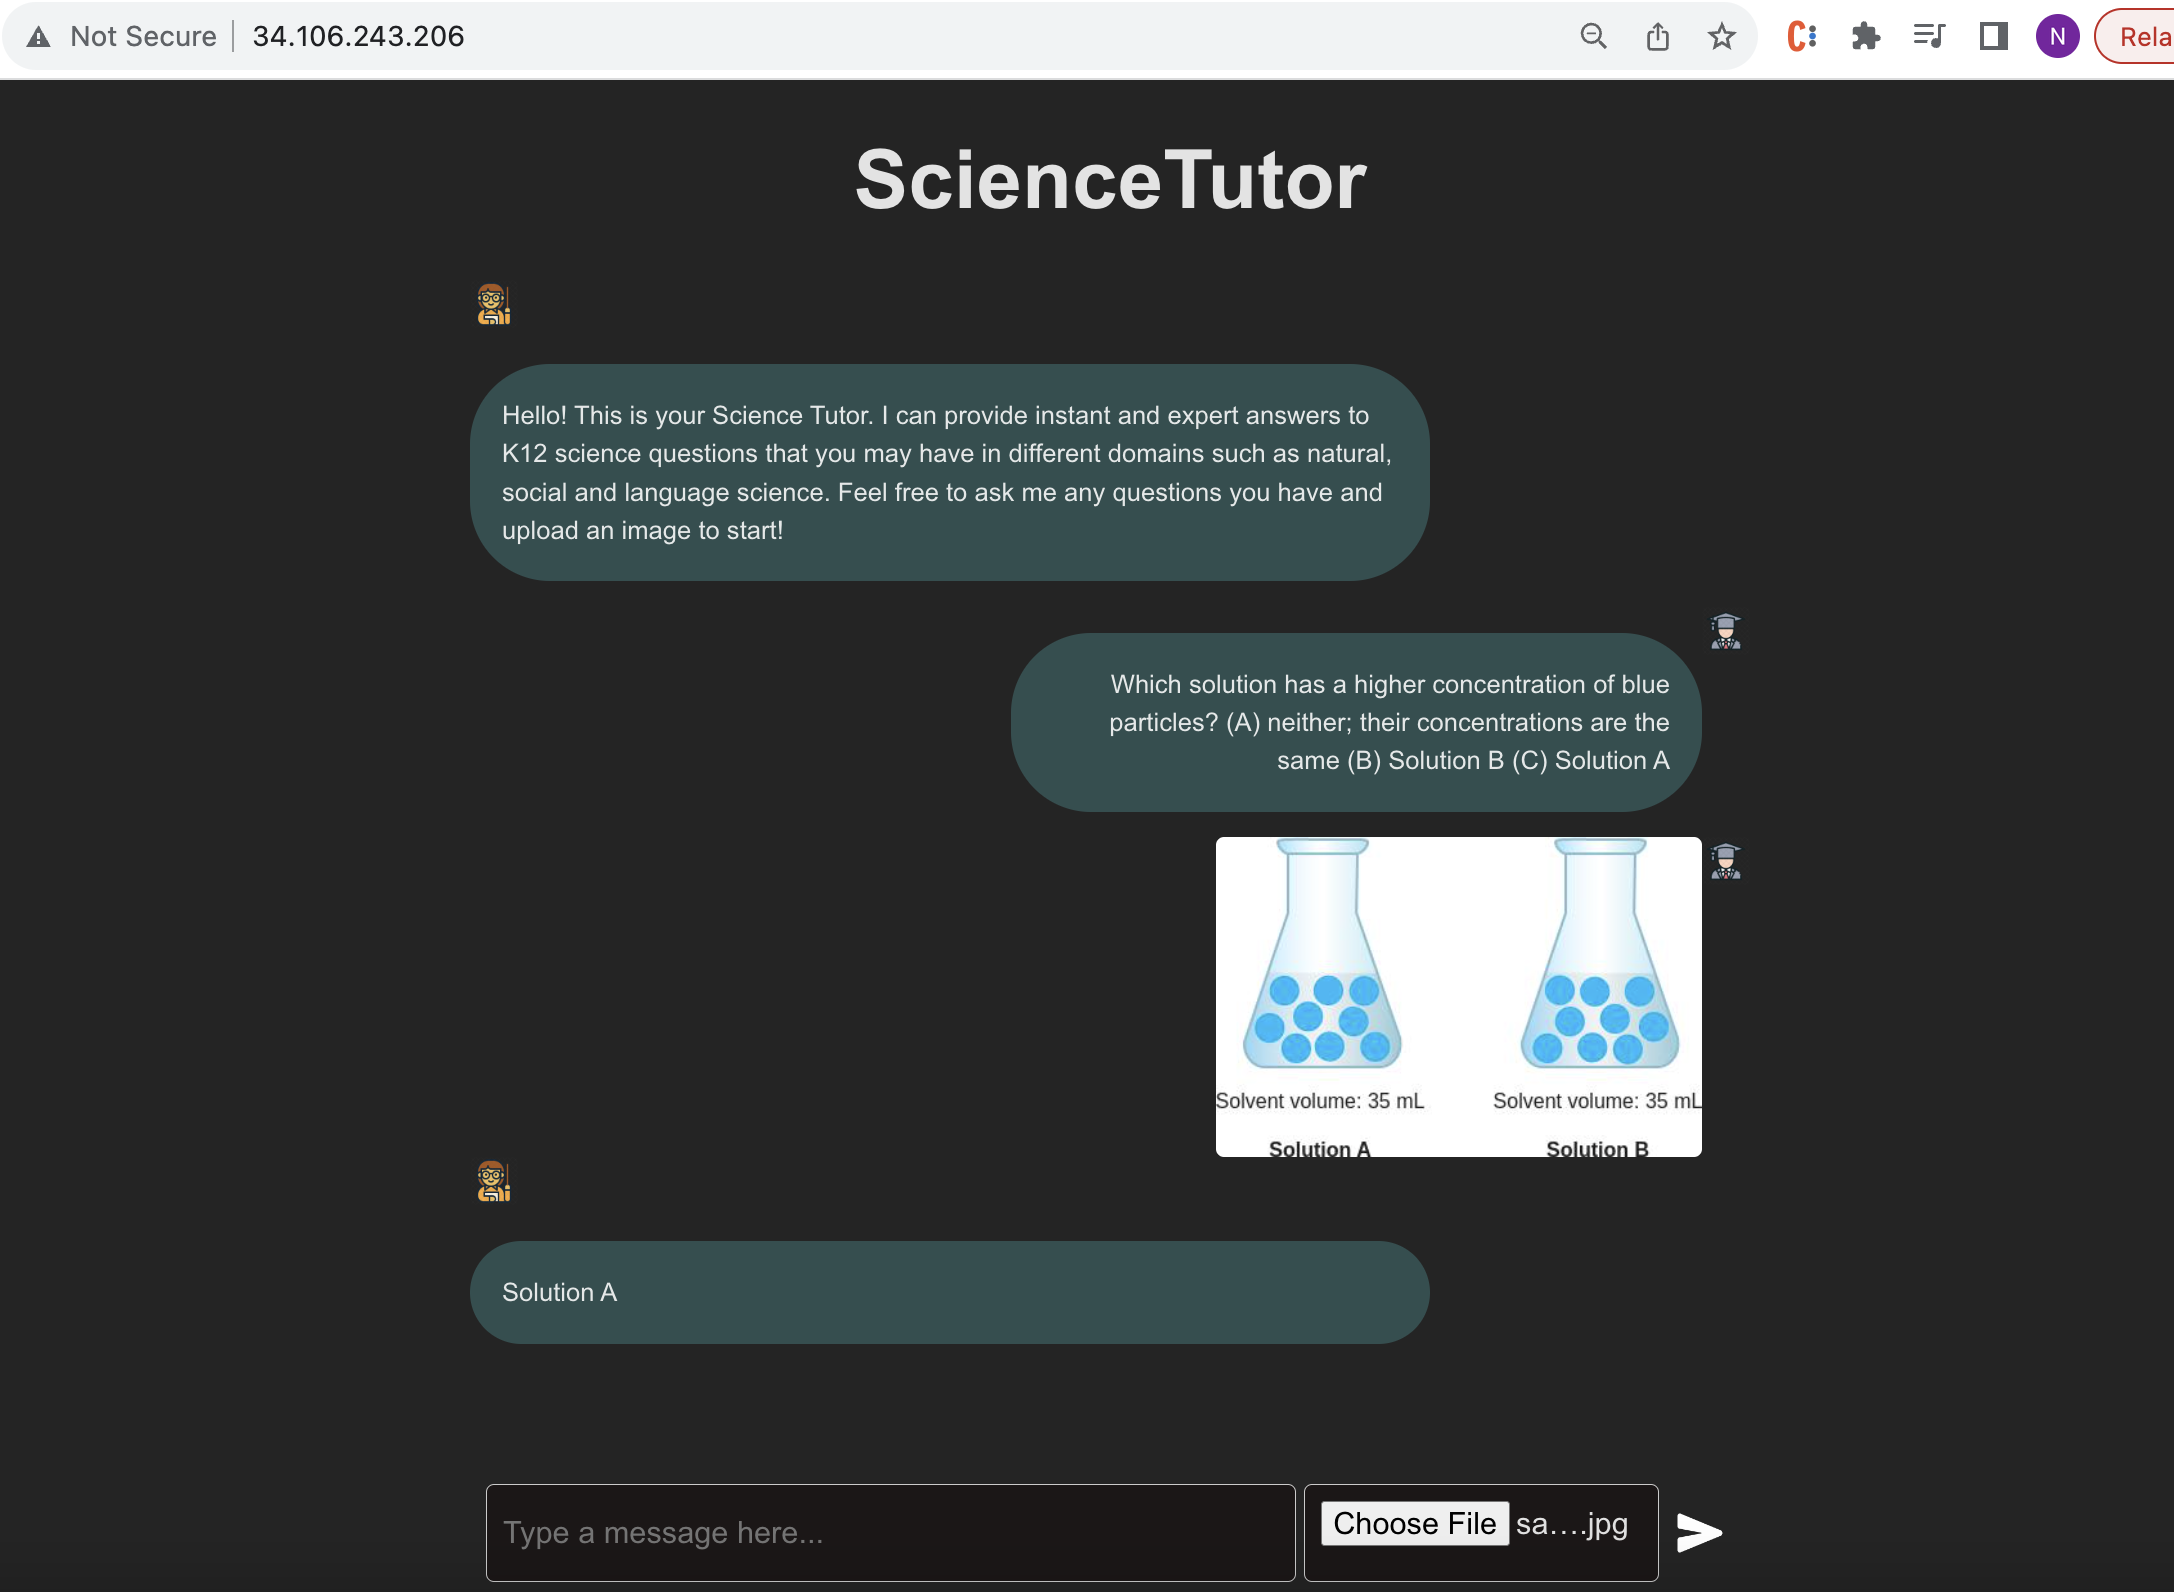 Not Secure
34.106.243.206
N
Rela
ScienceTutor
Hello! This is your Science Tutor. I can provide instant and expert answers to
K12 science questions that you may have in different domains such as natural,
social and language science. Feel free to ask me any questions you have and
upload an image to start!
Which solution has a higher concentration of blue
particles? (A) neither; their concentrations are the
same (B) Solution B (C) Solution A
Solvent volume: 35 mL
Solvent volume: 35 mL
Solution A
Solution B
Solution A
Type a message here...
Choose File sa....jpg